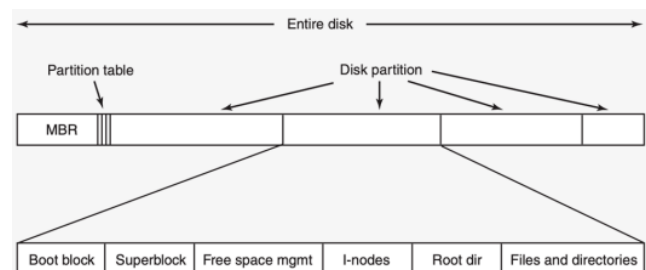 Entire disk
Partition table
Disk partition
MBR
Boot block
Superblock
Free space mgmt
I-nodes
Root dir
Files and directories